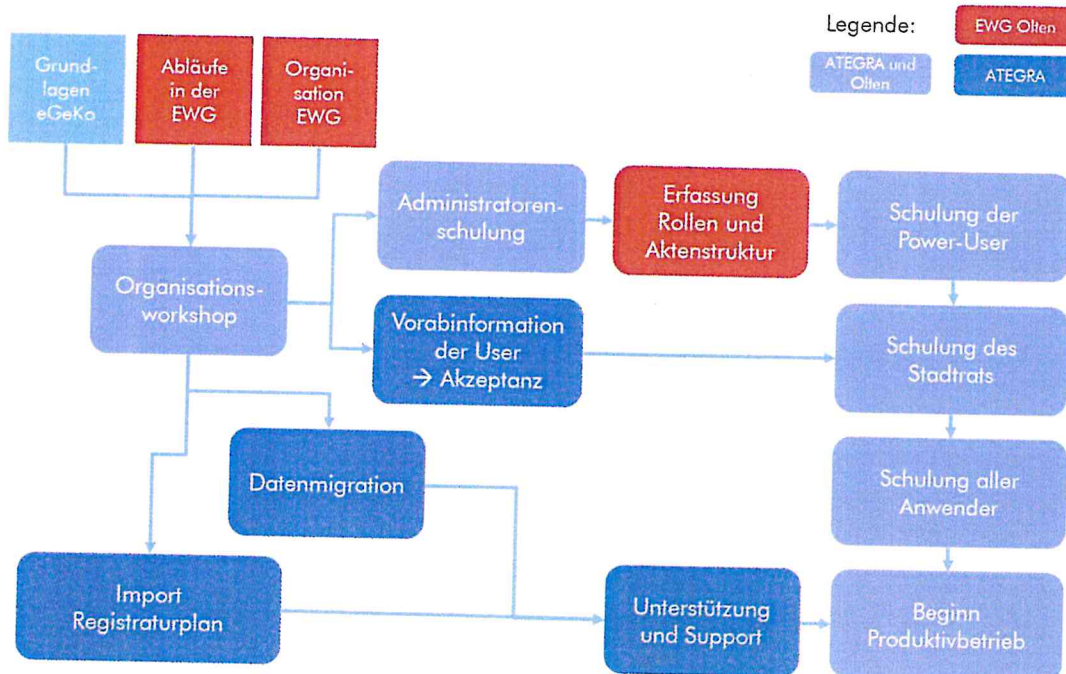 Legende:
EWG Olten
ATEGRA und
Olten
ATEGRA
Grund-
lagen
eGeKo
Abläufe
in der
EWG
Organi-
sation
EWG
Administratoren-
schulung
Erfassung
Rollen und
Aktenstruktur
Schulung der
Power-User
Organisations-
workshop
Vorabinformation
der User
→ Akzeptanz
Schulung des
Stadtrats
Datenmigration
Schulung aller
Anwender
Import
Registraturplan
Unterstützung
und Support
Beginn
Produktivbetrieb